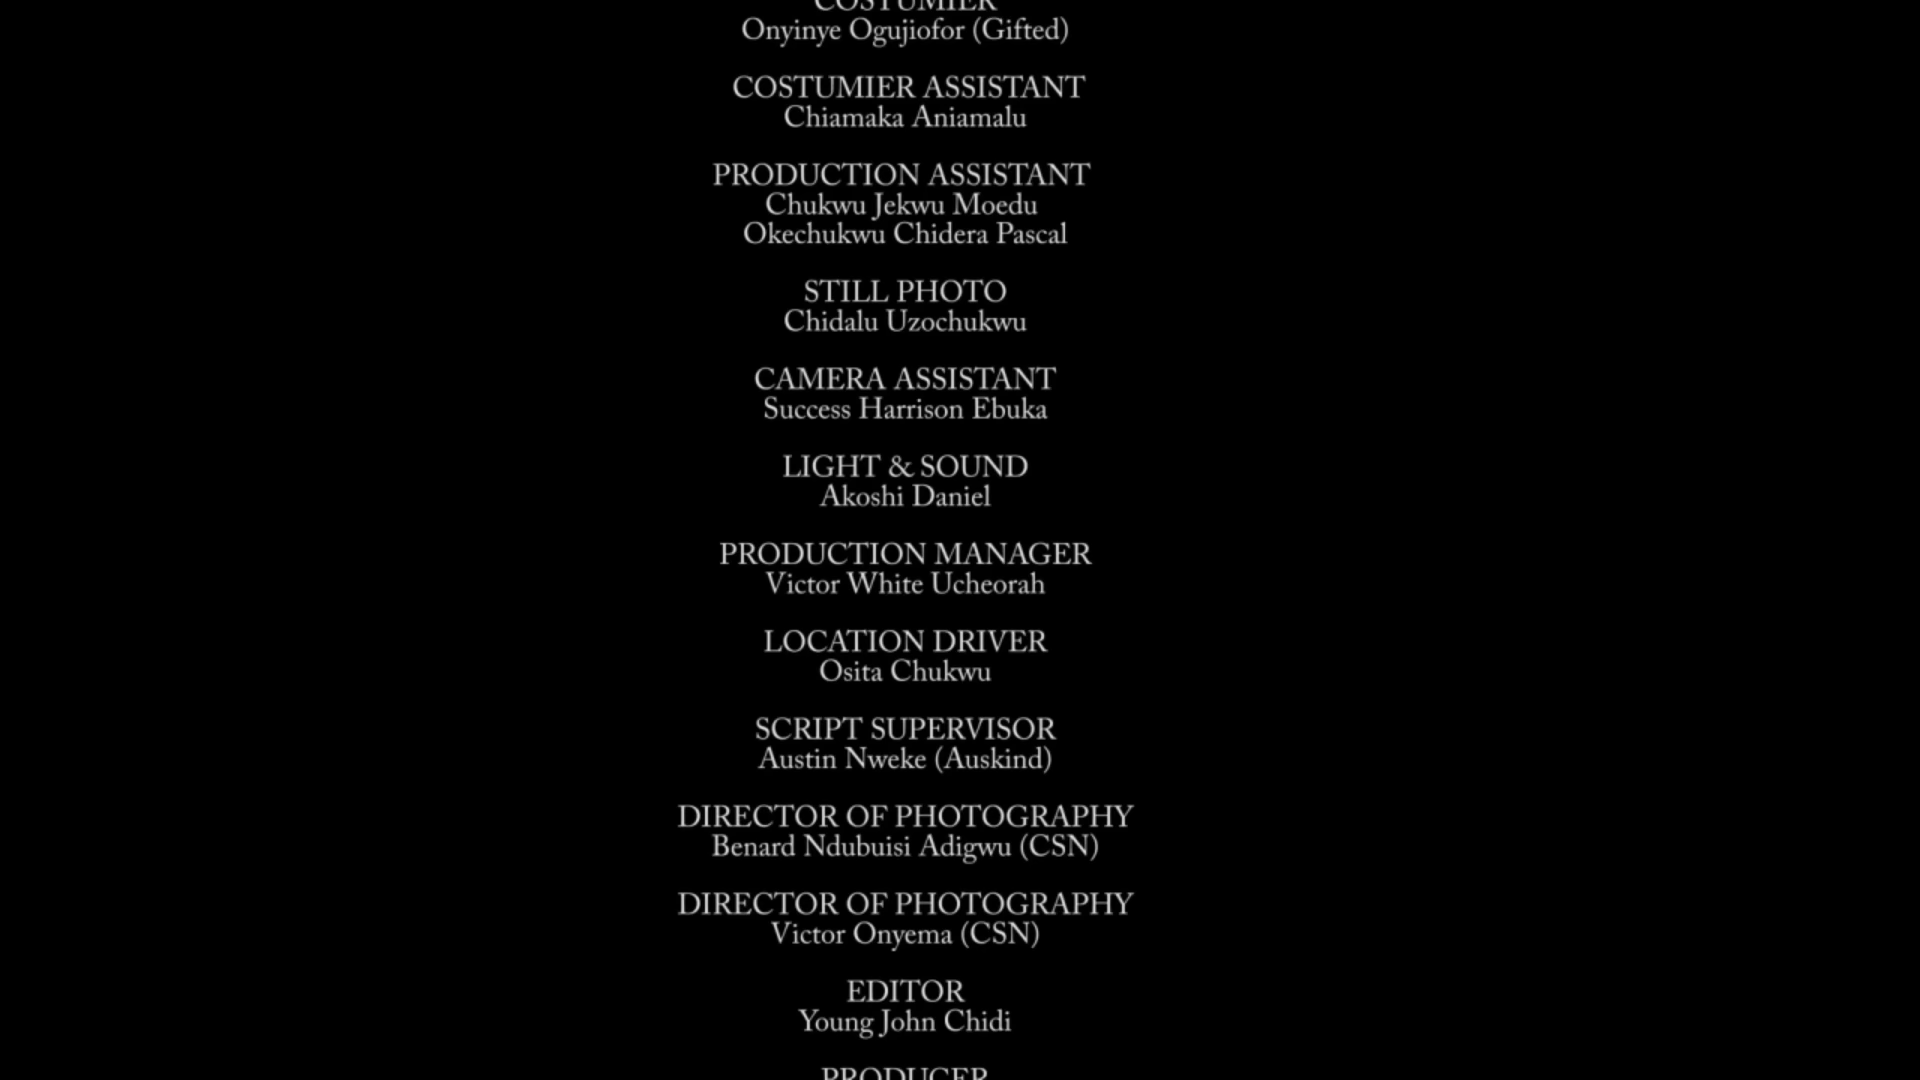 COSTUMIER
Onyinye Ogujiofor (Gifted)
COSTUMIER ASSISTANT
Chiamaka Aniamalu
PRODUCTION ASSISTANT
Chukwu Jekwu Moedu
Okechukwu Chidera Pascal
STILL PHOTO
Chidalu Uzochukwu
CAMERA ASSISTANT
Success Harrison Ebuka
LIGHT & SOUND
Akoshi Daniel
PRODUCTION MANAGER
Victor White Ucheorah
LOCATION DRIVER
Osita Chukwu
SCRIPT SUPERVISOR
Austin Nweke (Auskind)
DIRECTOR OF PHOTOGRAPHY
Benard Ndubuisi Adigwu (CSN)
DIRECTOR OF PHOTOGRAPHY
Victor Onyema (CSN)
EDITOR
Young John Chidi
PRODUCER